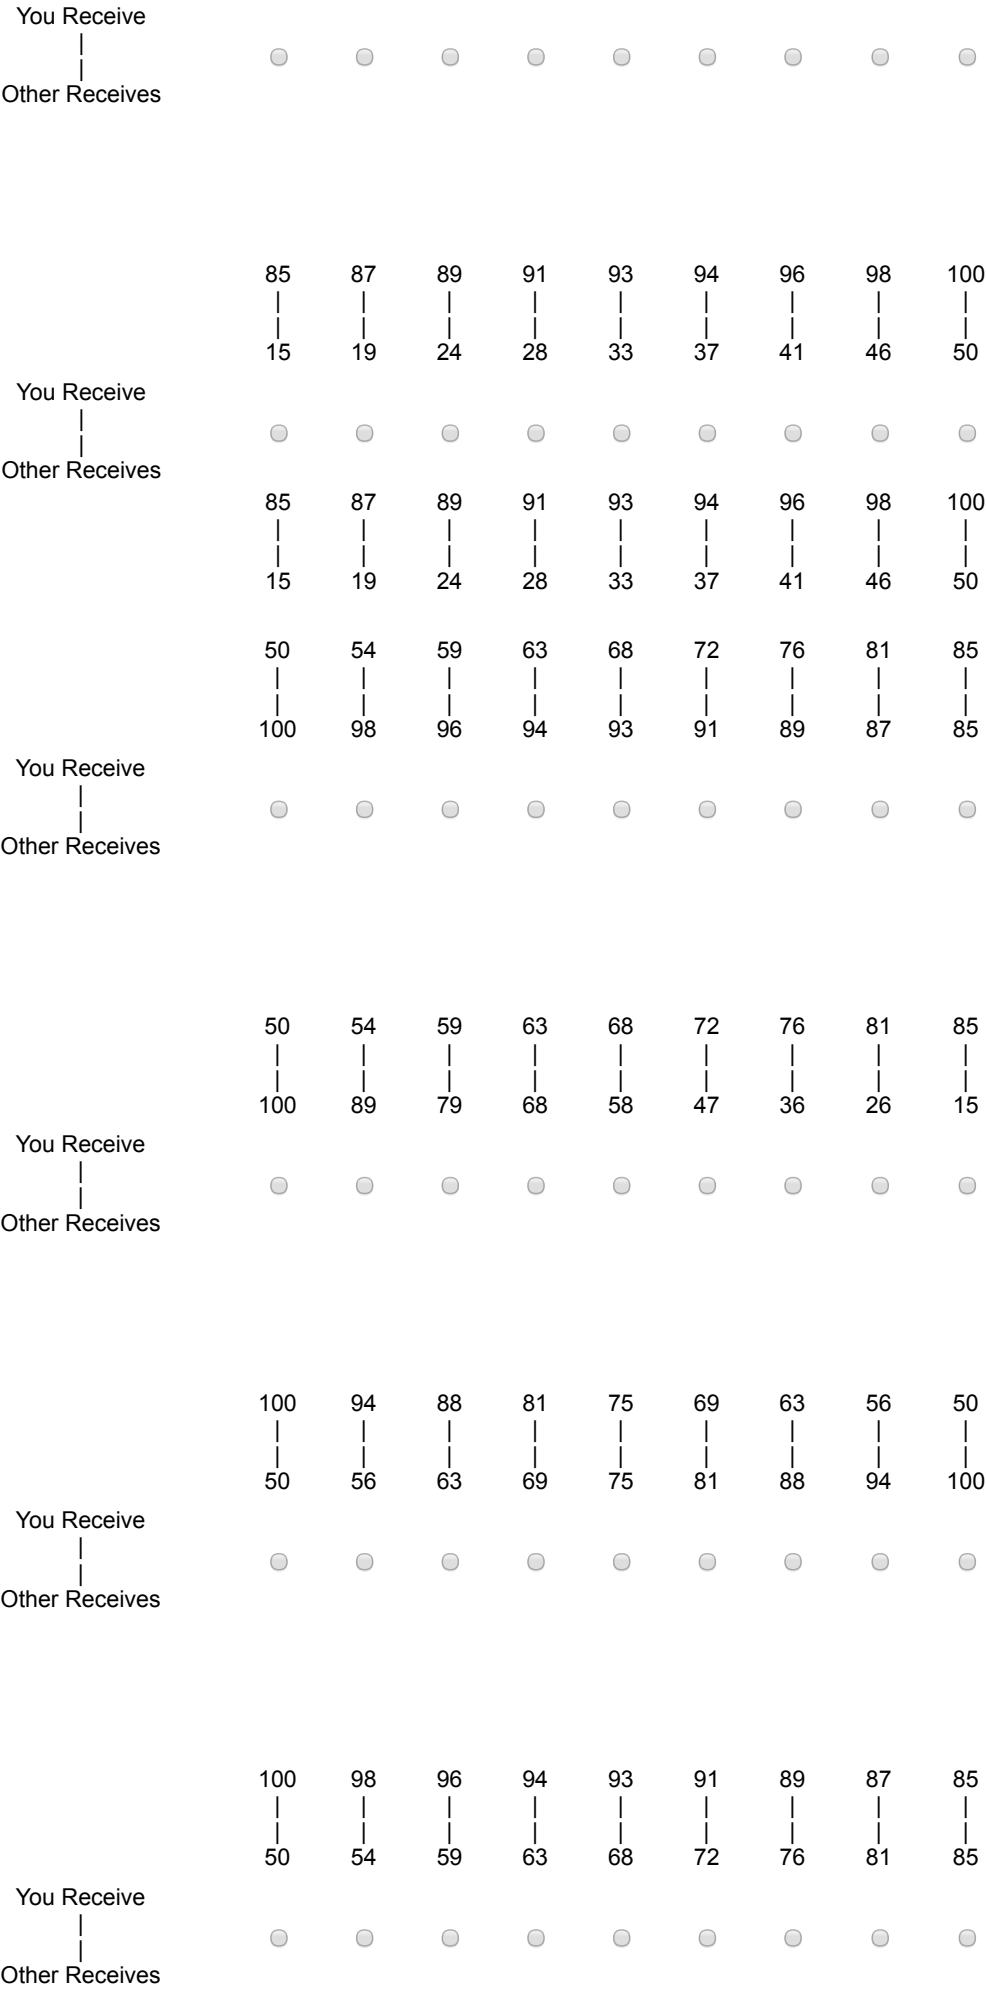 You Receive
|
|
Other Receives
85 87 89 91 93 94 96 98 100
| | | | | | | | |
| | | | | | | | |
15 19 24 28 33 37 41 46 50
You Receive
|
|
Other Receives
85 87 89 91 93 94 96 98 100
| | | | | | | | |
| | | | | | | | |
15 19 24 28 33 37 41 46 50
50 54 59 63 68 72 76 81 85
| | | | | | | | |
| | | | | | | | |
100 98 96 94 93 91 89 87 85
You Receive
|
|
Other Receives
50 54 59 63 68 72 76 81 85
| | | | | | | | |
| | | | | | | | |
100 89 79 68 58 47 36 26 15
You Receive
|
|
Other Receives
100 94 88 81 75 69 63 56 50
| | | | | | | | |
| | | | | | | | |
50 56 63 69 75 81 88 94 100
You Receive
|
|
Other Receives
100 98 96 94 93 91 89 87 85
| | | | | | | | |
| | | | | | | | |
50 54 59 63 68 72 76 81 85
You Receive
|
|
Other Receives